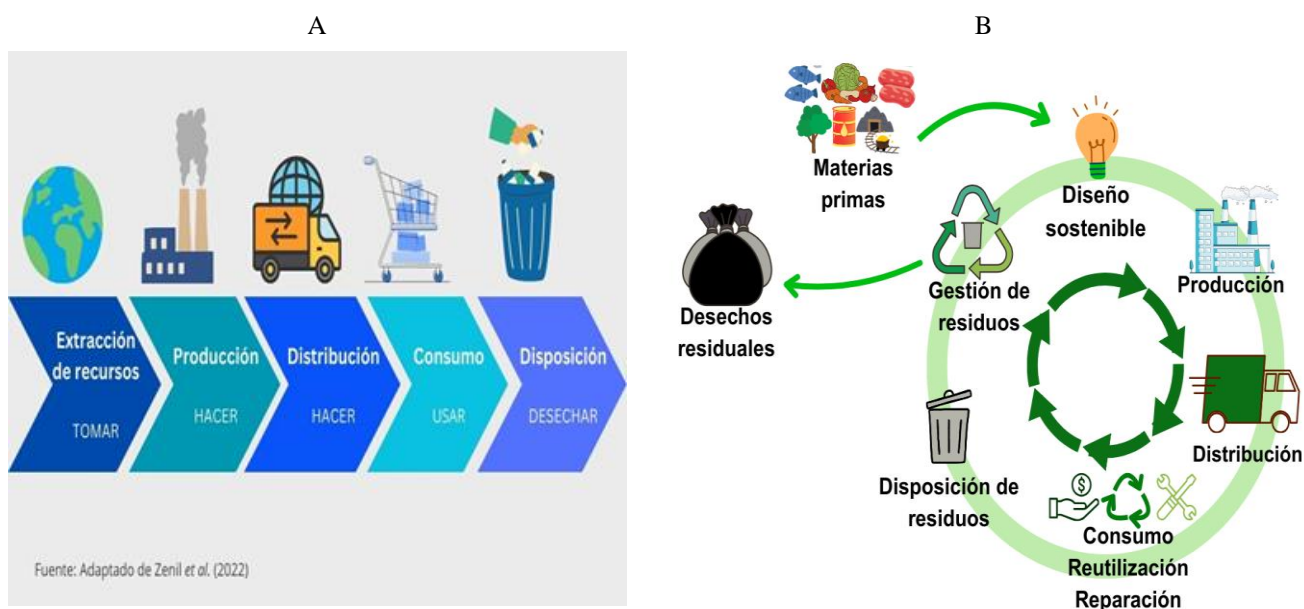 A
Extracción
de recursos
TOMAR
Producción
HACER
Distribución
HACER
Consumo
USAR
Disposición
DESECHAR
Fuente: Adaptado de Zenil et al. (2022)
B
Materias
primas
Diseño
sostenible
Producción
Distribución
$
Consumo
Reutilización
Reparación
Disposición de
residuos
Gestión de
residuos
Desechos
residuales